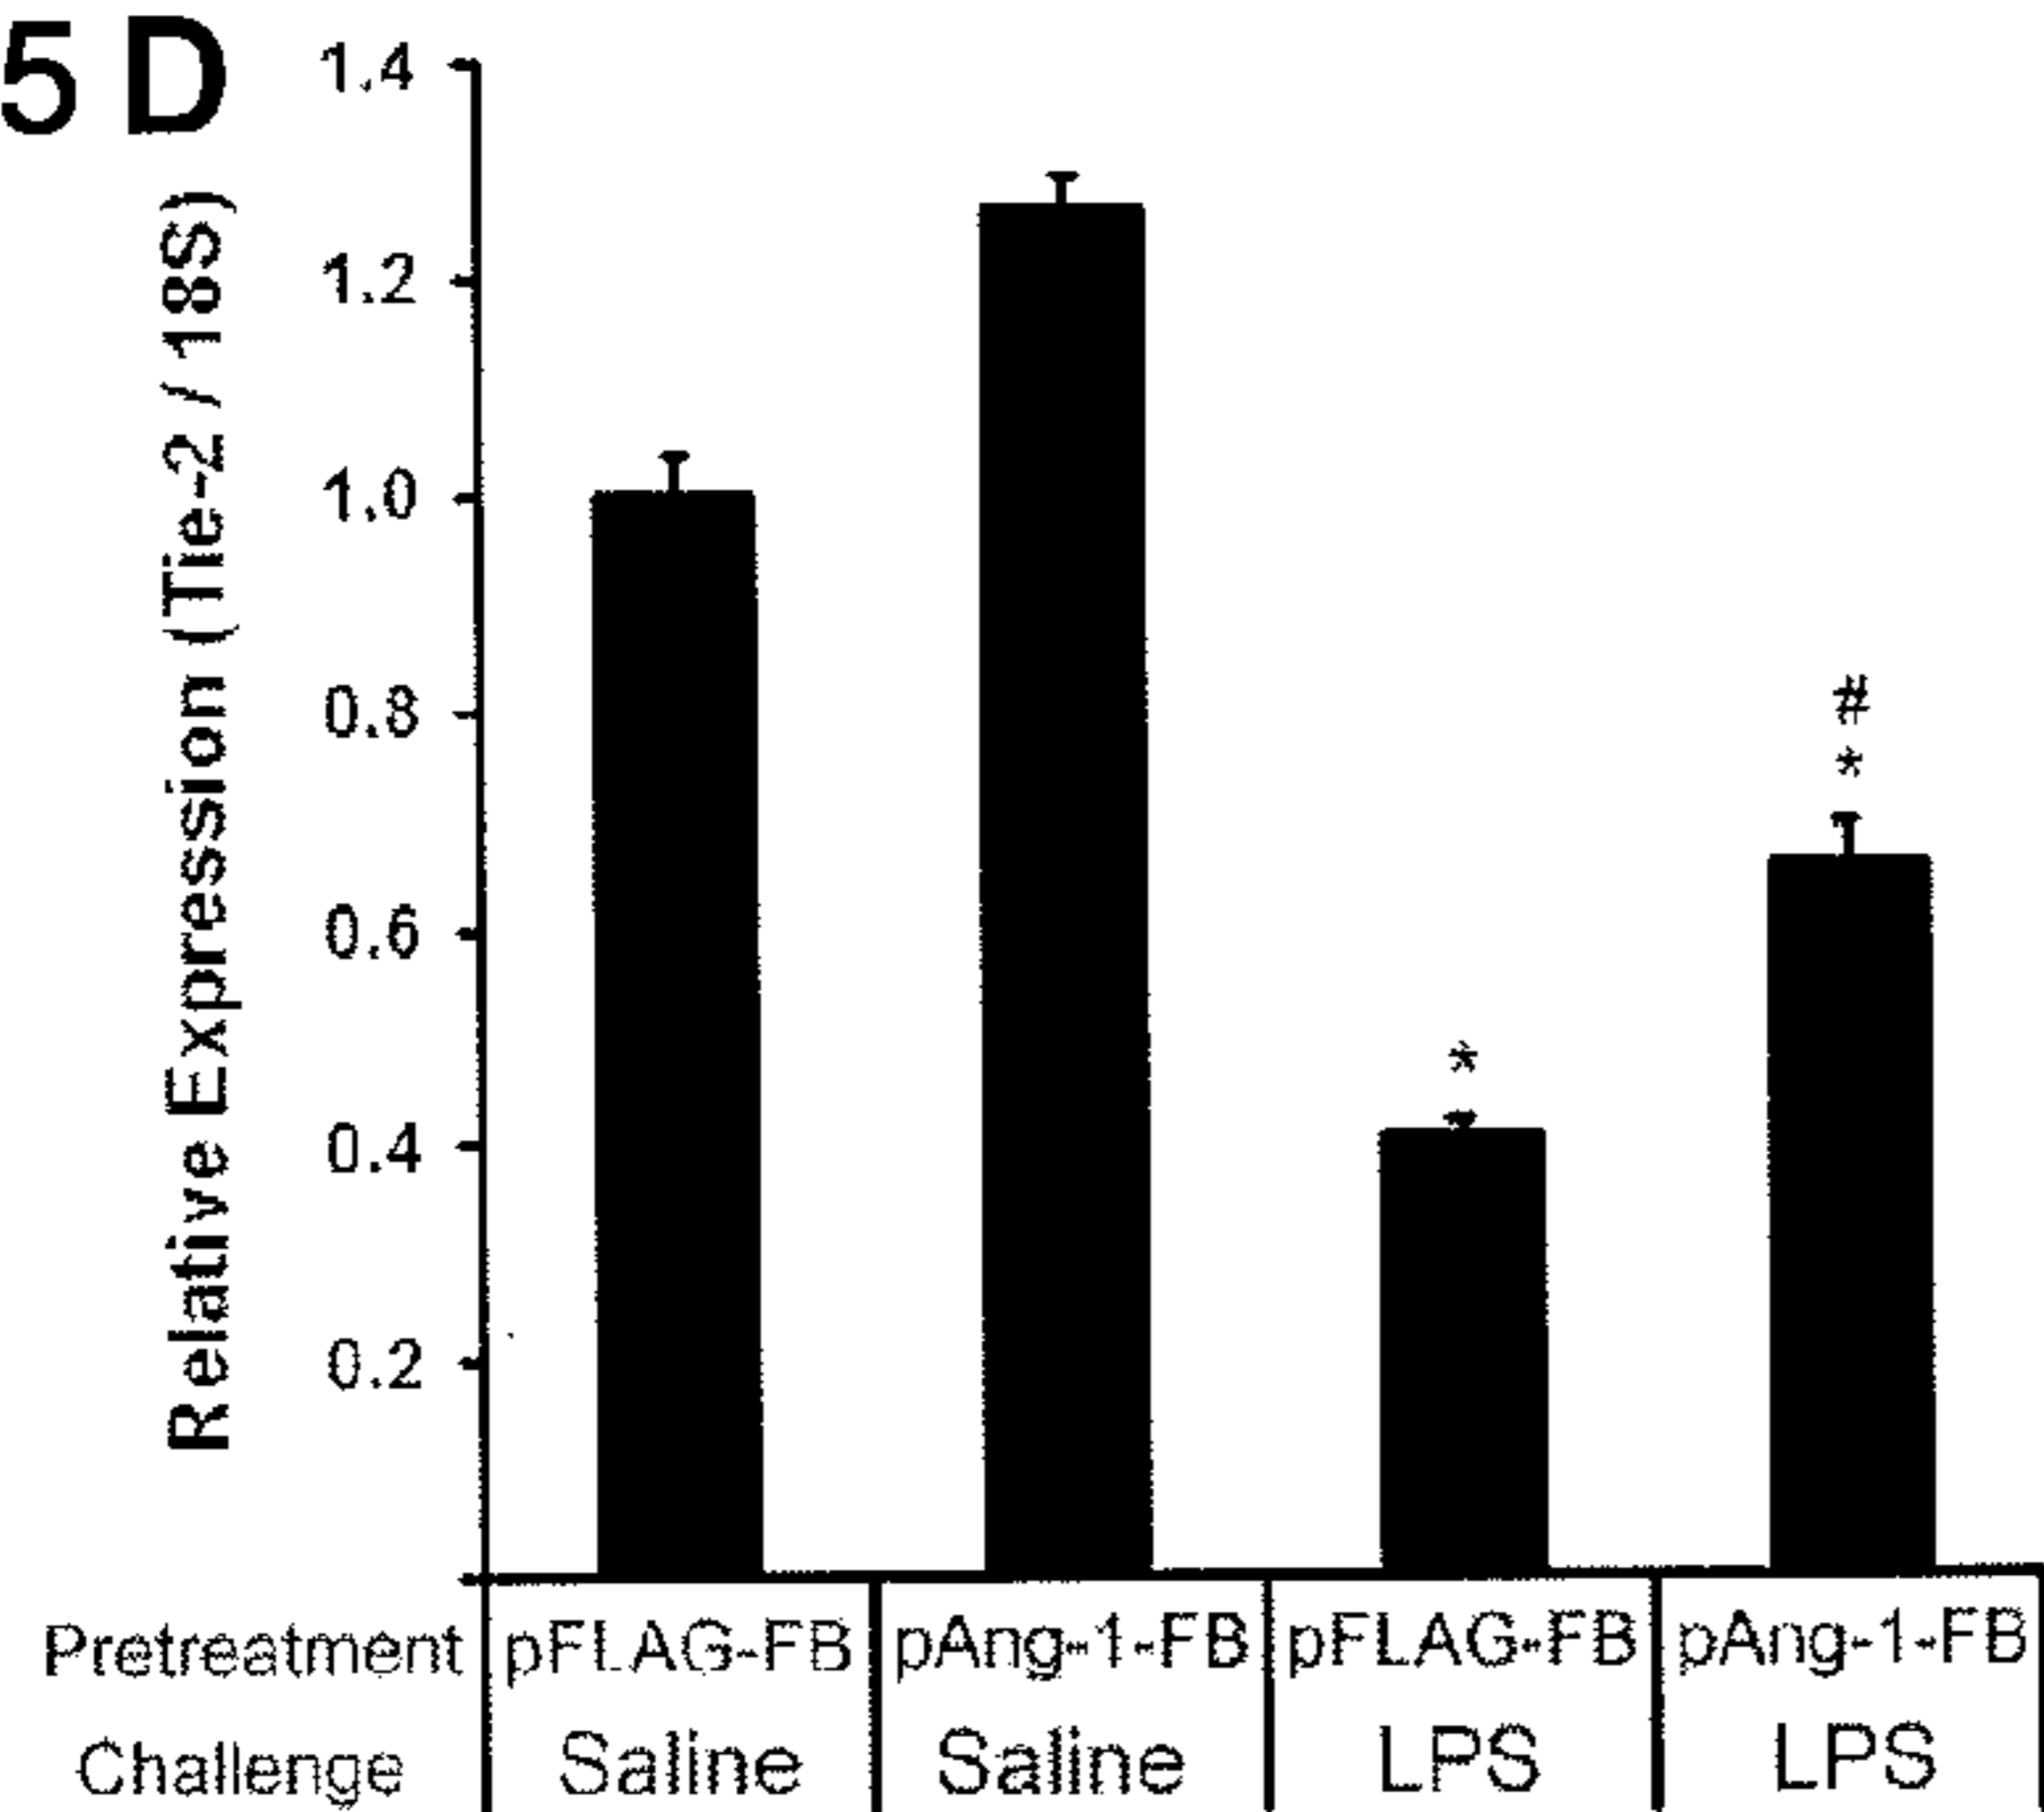 5 D
Relative Expression (Tie-2 / 18S)
1.4
1.2
1.0
0.8
0.6
0.4
0.2
#
*
*
Pretreatment pFLAG-FB pAng-1-FB pFLAG-FB pAng-1-FB
Challenge Saline Saline LPS LPS